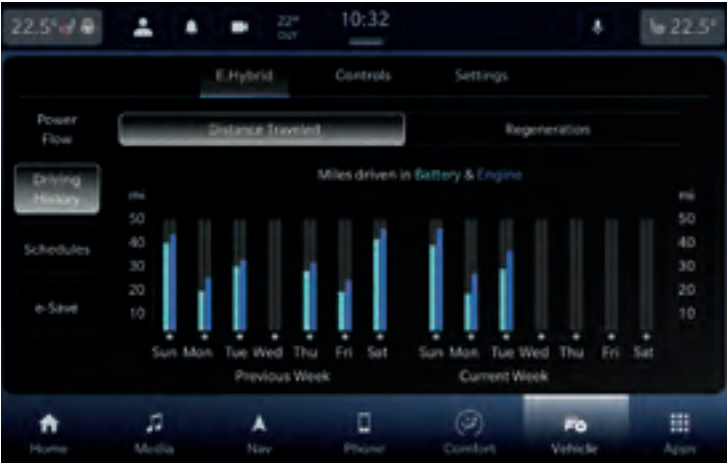 22.5° 22° OUT 10:32 22.5°
E.Hybrid Controls Settings
Power Flow
Distance Traveled Regeneration
Driving History
Miles driven in Battery & Engine
mi mi
50 50
40 40
Schedules
30 30
20 20
e-Save
10 10
Sun Mon Tue Wed Thu Fri Sat Sun Mon Tue Wed Thu Fri Sat
Previous Week Current Week
Home Media Nav Phone Comfort Vehicle Apps